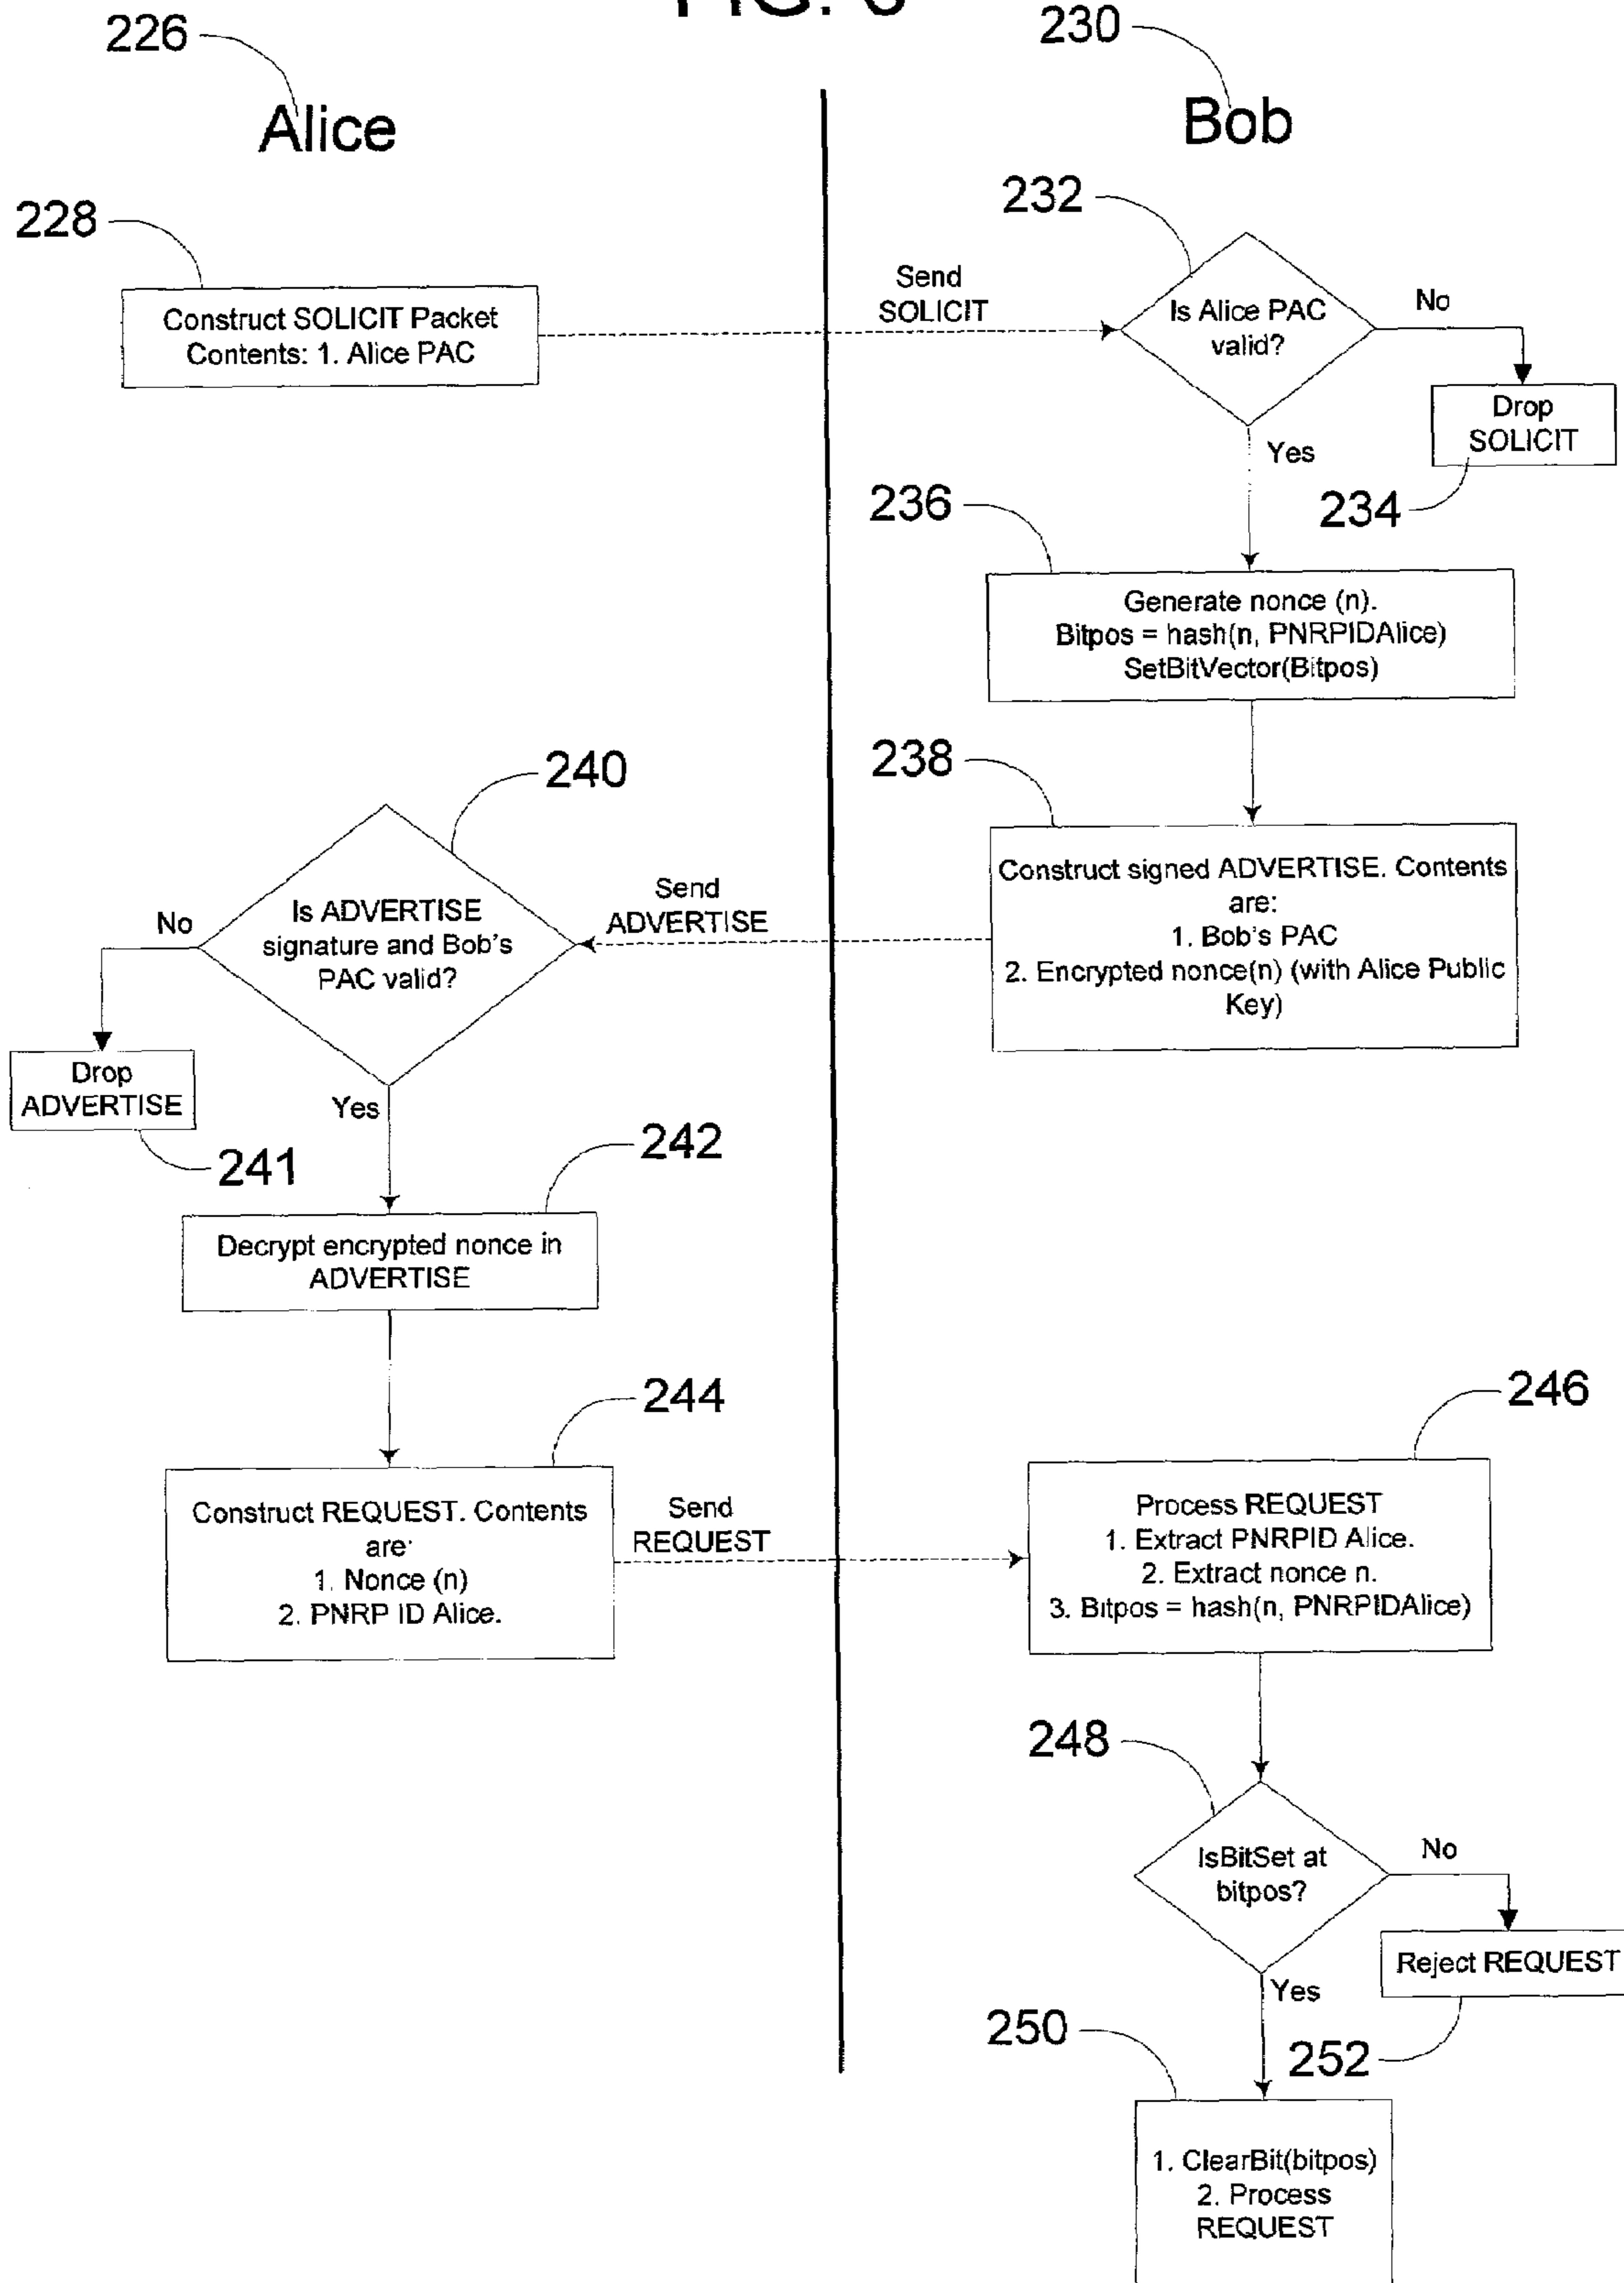 226
230
Alice
Bob
228
232
Construct SOLICIT Packet
Contents: 1. Alice PAC
Send
SOLICIT
Is Alice PAC
valid?
No
Drop
SOLICIT
234
Yes
236
Generate nonce (n).
Bitpos = hash(n, PNRPIDAlice)
SetBitVector(Bitpos)
238
Construct signed ADVERTISE. Contents
are:
1. Bob's PAC
2. Encrypted nonce(n) (with Alice Public
Key)
240
Send
ADVERTISE
Is ADVERTISE
signature and Bob's
PAC valid?
No
Drop
ADVERTISE
241
Yes
242
Decrypt encrypted nonce in
ADVERTISE
244
Construct REQUEST. Contents
are:
1. Nonce (n)
2. PNRP ID Alice.
Send
REQUEST
246
Process REQUEST
1. Extract PNRPID Alice.
2. Extract nonce n.
3. Bitpos = hash(n, PNRPIDAlice)
248
IsBitSet at
bitpos?
No
Reject REQUEST
252
Yes
250
1. ClearBit(bitpos)
2. Process
REQUEST